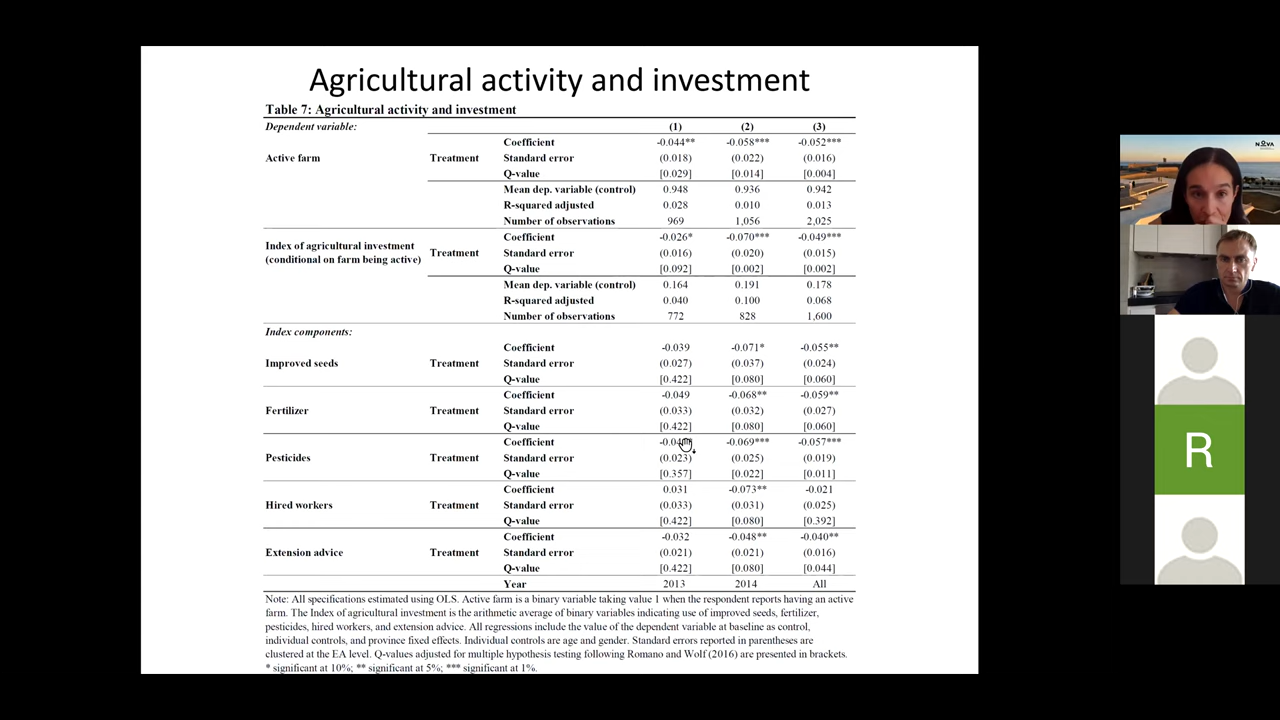 Agricultural activity and investment
Table 7: Agricultural activity and investment
Dependent variable: (1) (2) (3)
Coefficient -0.044** -0.058*** -0.052***
Active farm Treatment Standard error (0.018) (0.022) (0.016)
Q-value [0.029] [0.014] [0.004]
Mean dep. variable (control) 0.948 0.936 0.942
R-squared adjusted 0.028 0.010 0.013
Number of observations 969 1,056 2,025
Coefficient -0.026* -0.070*** -0.049***
Index of agricultural investment
(conditional on farm being active) Treatment Standard error (0.016) (0.020) (0.015)
Q-value [0.092] [0.002] [0.002]
Mean dep. variable (control) 0.164 0.191 0.178
R-squared adjusted 0.040 0.100 0.068
Number of observations 772 828 1,600
Index components:
Coefficient -0.039 -0.071* -0.055**
Improved seeds Treatment Standard error (0.027) (0.037) (0.024)
Q-value [0.422] [0.080] [0.060]
Coefficient -0.049 -0.068** -0.059**
Fertilizer Treatment Standard error (0.033) (0.032) (0.027)
Q-value [0.422] [0.080] [0.060]
Coefficient -0.069*** -0.057***
Pesticides Treatment Standard error (0.023) (0.025) (0.019)
Q-value [0.357] [0.022] [0.011]
Coefficient 0.031 -0.073** -0.021
Hired workers Treatment Standard error (0.033) (0.031) (0.025)
Q-value [0.422] [0.080] [0.392]
Coefficient -0.032 -0.048** -0.040**
Extension advice Treatment Standard error (0.021) (0.021) (0.016)
Q-value [0.422] [0.080] [0.044]
Year 2013 2014 All
Note: All specifications estimated using OLS. Active farm is a binary variable taking value 1 when the respondent reports having an active
farm. The Index of agricultural investment is the arithmetic average of binary variables indicating use of improved seeds, fertilizer,
pesticides, hired workers, and extension advice. All regressions include the value of the dependent variable at baseline as control,
individual controls, and province fixed effects. Individual controls are age and gender. Standard errors reported in parentheses are
clustered at the EA level. Q-values adjusted for multiple hypothesis testing following Romano and Wolf (2016) are presented in brackets.
* significant at 10%; ** significant at 5%; *** significant at 1%.
NOVA
R